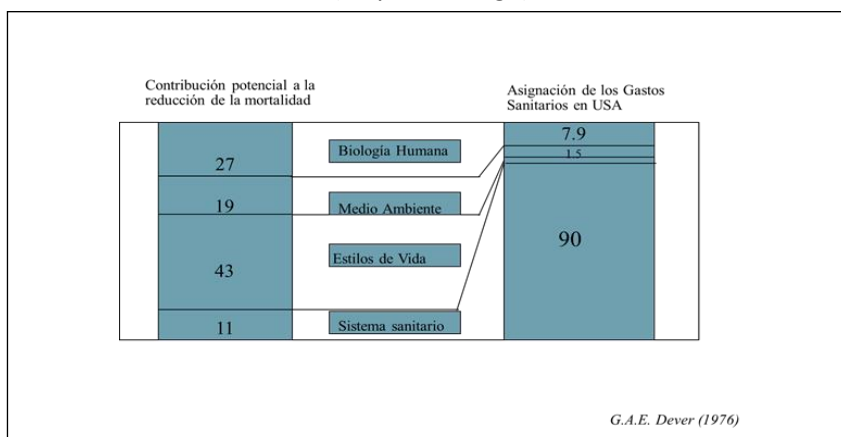 Contribución potencial a la
reducción de la mortalidad
Asignación de los Gastos
Sanitarios en USA
27
Biología Humana
7.9
1.5
19
Medio Ambiente
43
Estilos de Vida
90
11
Sistema sanitario
G.A.E. Dever (1976)